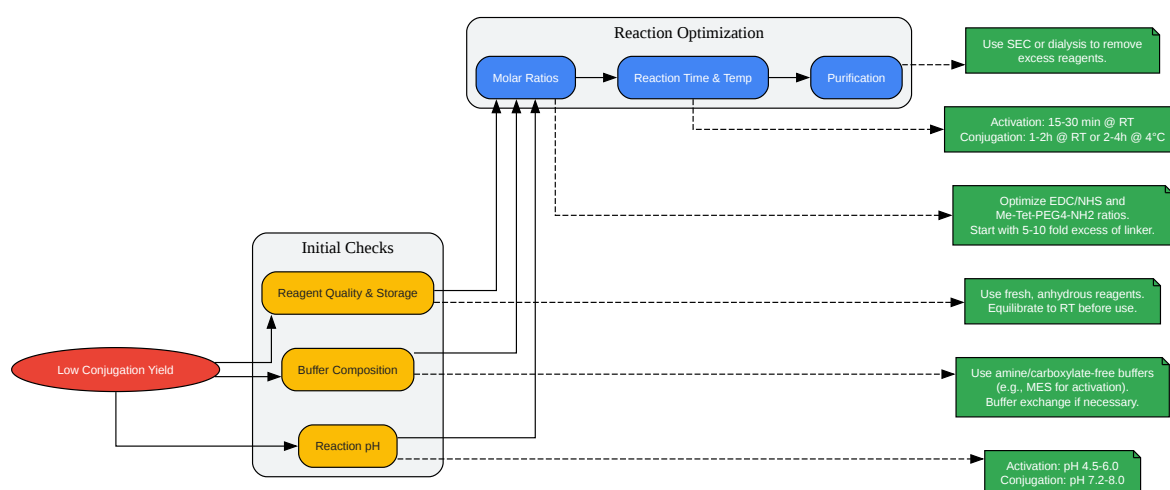 Reaction Optimization
Molar Ratios
Reaction Time & Temp
Purification
Use SEC or dialysis to remove
excess reagents.
Activation: 15-30 min @ RT
Conjugation: 1-2h @ RT or 2-4h @ 4°C
Optimize EDC/NHS and
Me-Tet-PEG4-NH2 ratios.
Start with 5-10 fold excess of linker.
Initial Checks
Reagent Quality & Storage
Use fresh, anhydrous reagents.
Equilibrate to RT before use.
Low Conjugation Yield
Buffer Composition
Use amine/carboxylate-free buffers
(e.g., MES for activation).
Buffer exchange if necessary.
Reaction pH
Activation: pH 4.5-6.0
Conjugation: pH 7.2-8.0